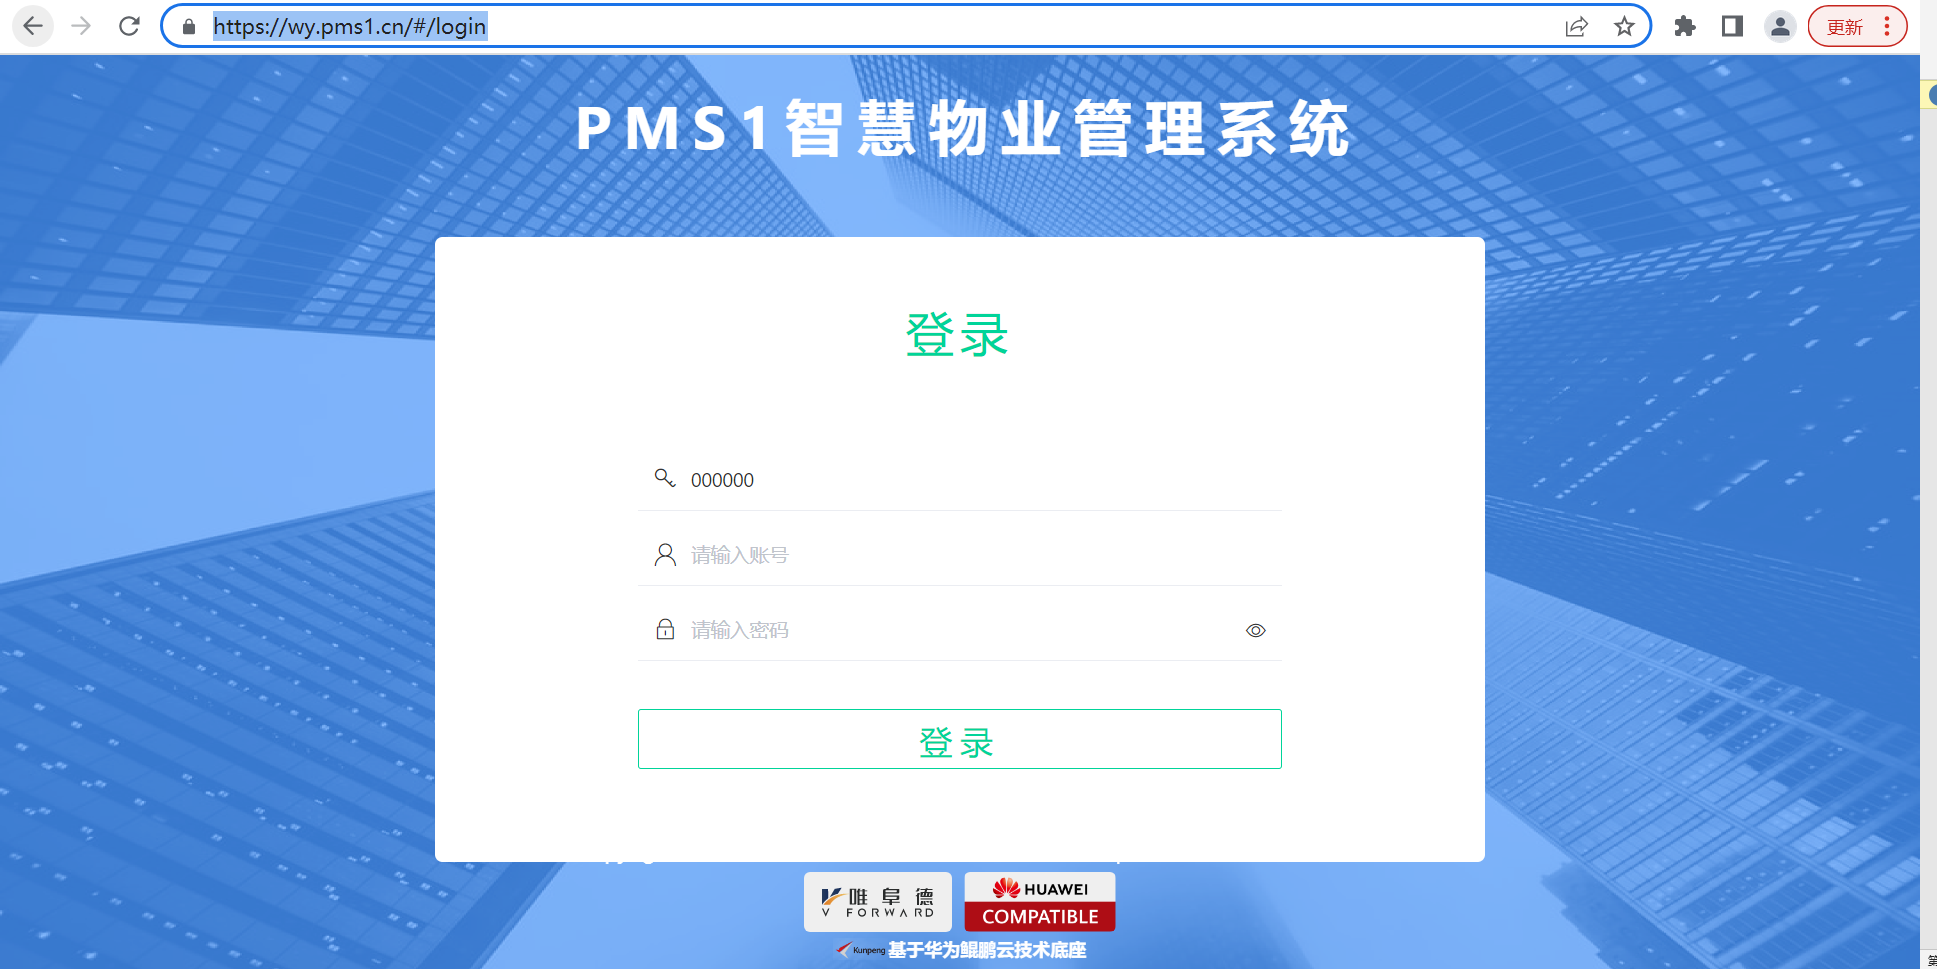 https://wy.pms1.cn/#/login
更新
PMS1智慧物业管理系统
登录
000000
请输入账号
请输入密码
登录
唯阜德
V FORWARD
HUAWEI
COMPATIBLE
Kunpeng 基于华为鲲鹏云技术底座
第